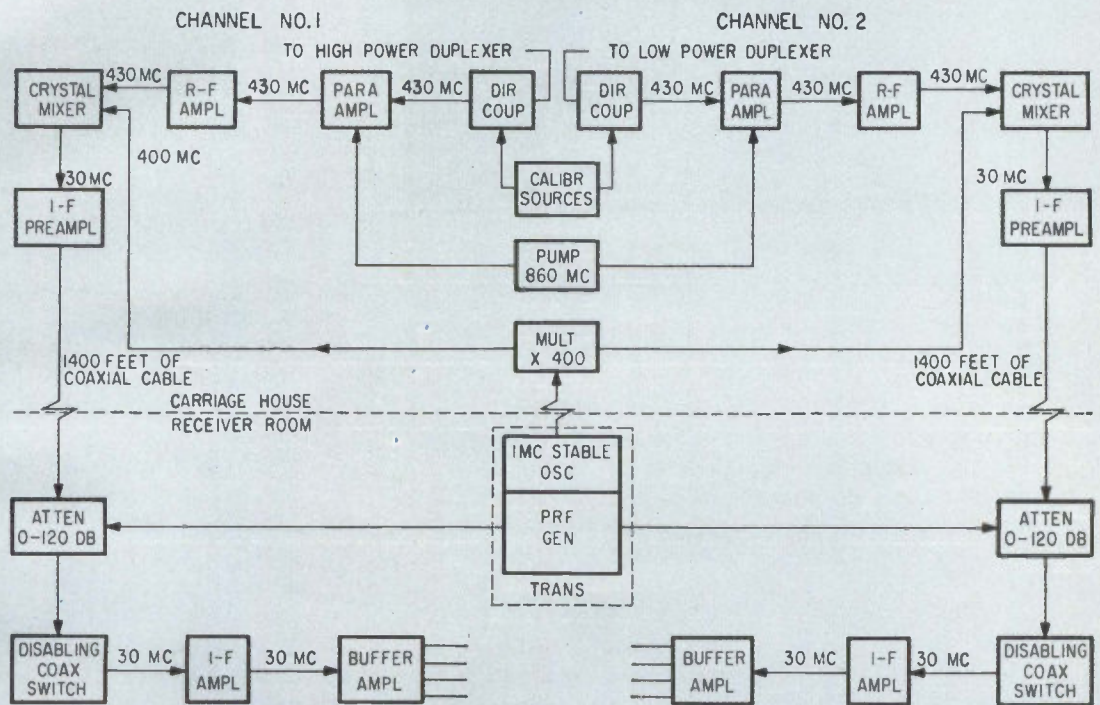 CHANNEL NO. 1
CHANNEL NO. 2
TO HIGH POWER DUPLEXER
TO LOW POWER DUPLEXER
CRYSTAL
MIXER
430 MC
R-F
AMPL
430 MC
PARA
AMPL
430 MC
DIR
COUP
DIR
COUP
430 MC
PARA
AMPL
430 MC
R-F
AMPL
430 MC
CRYSTAL
MIXER
400 MC
30 MC
I-F
PREAMPL
CALIBR
SOURCES
30 MC
I-F
PREAMPL
PUMP
860 MC
MULT
X 400
1400 FEET OF
COAXIAL CABLE
1400 FEET OF
COAXIAL CABLE
CARRIAGE HOUSE
RECEIVER ROOM
1MC STABLE
OSC
PRF
GEN
TRANS
ATTEN
0-120 DB
ATTEN
0-120 DB
DISABLING
COAX
SWITCH
30 MC
I-F
AMPL
30 MC
BUFFER
AMPL
BUFFER
AMPL
30 MC
I-F
AMPL
30 MC
DISABLING
COAX
SWITCH